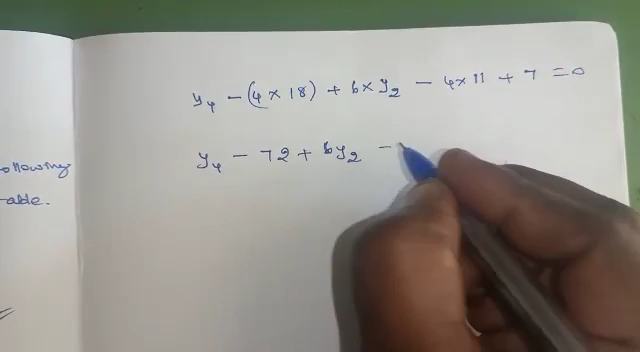 y₄ - (4 × 18) + 6 × y₂ - 4 × 11 + 7 = 0
y₄ - 72 + 6y₂ -
ollowing
able.